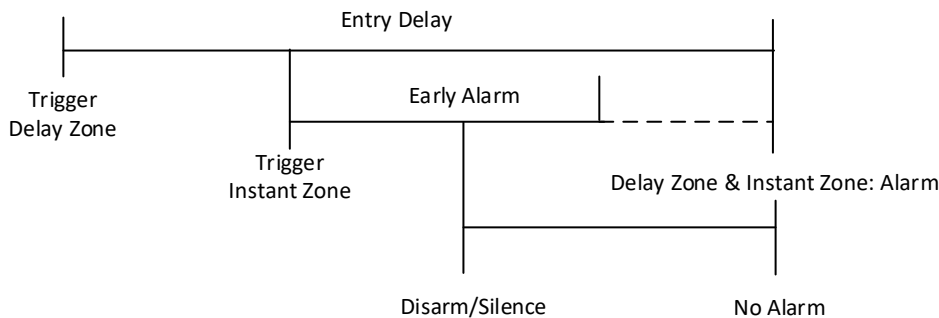 Entry Delay
Early Alarm
Trigger
Delay Zone
Trigger
Instant Zone
Delay Zone & Instant Zone: Alarm
Disarm/Silence
No Alarm